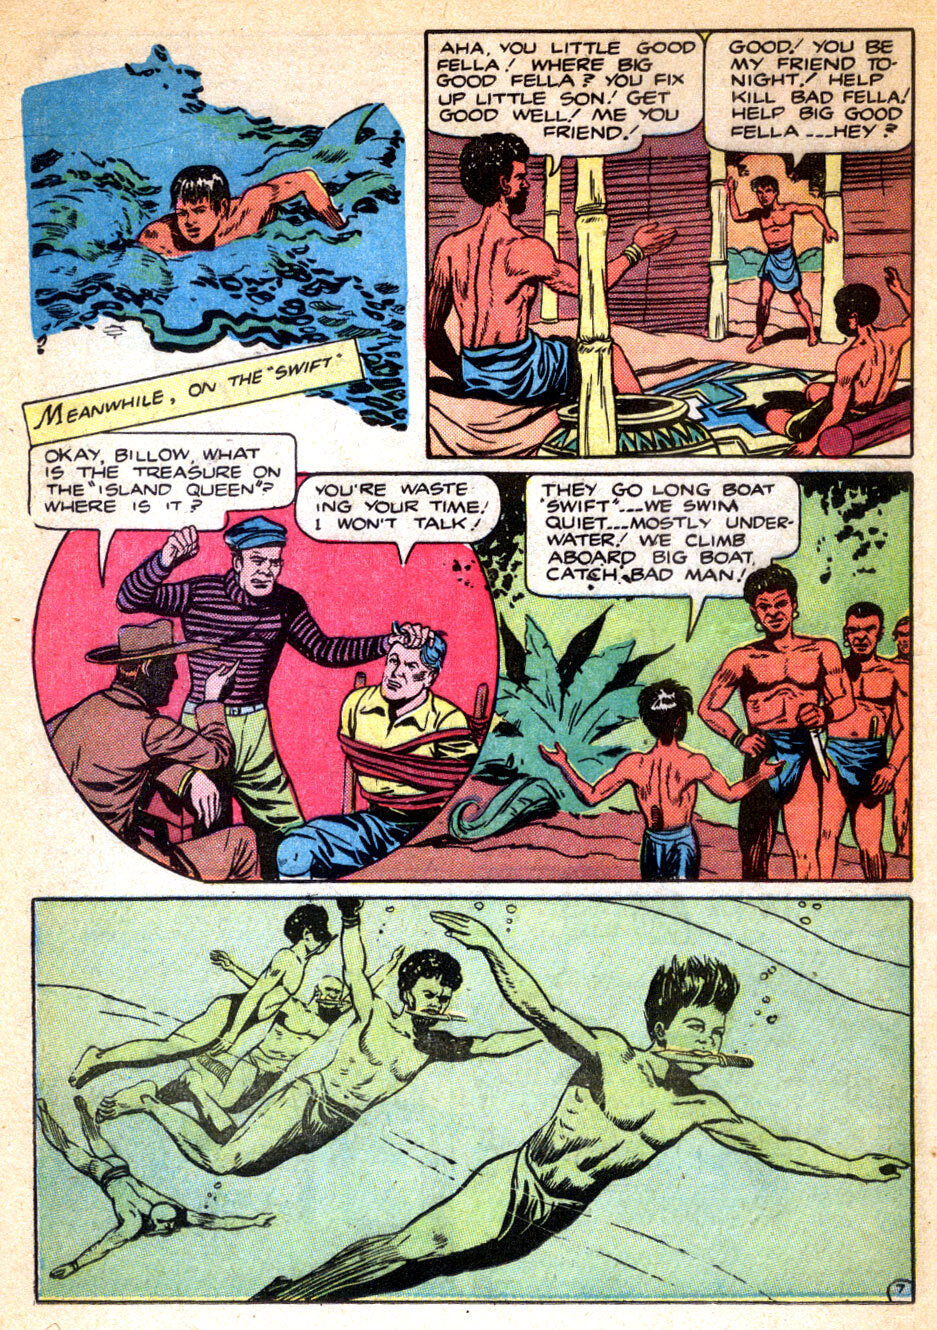 AHA, YOU LITTLE GOOD
FELLA! WHERE BIG
GOOD FELLA? YOU FIX
UP LITTLE SON! GET
GOOD WELL! ME YOU
FRIEND!
GOOD! YOU BE
MY FRIEND TO-
NIGHT! HELP
KILL BAD FELLA!
HELP BIG GOOD
FELLA ---HEY?
MEANWHILE, ON THE "SWIFT"
OKAY, BILLOW, WHAT
IS THE TREASURE ON
THE "ISLAND QUEEN"?
WHERE IS IT?
YOU'RE WASTE
ING YOUR TIME!
I WON'T TALK!
THEY GO LONG BOAT
"SWIFT"---WE SWIM
QUIET---MOSTLY UNDER-
WATER! WE CLIMB
ABOARD BIG BOAT,
CATCH BAD MAN!
7